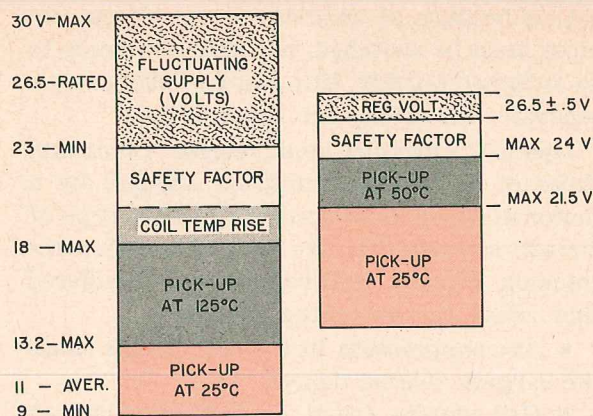 30 V-MAX
26.5-RATED
23 - MIN
18 - MAX
13.2-MAX
11 - AVER.
9 - MIN
FLUCTUATING
SUPPLY
(VOLTS)
SAFETY FACTOR
COIL TEMP RISE
PICK-UP
AT 125°C
PICK-UP
AT 25°C
REG. VOLT.
SAFETY FACTOR
PICK-UP
AT 50°C
PICK-UP
AT 25°C
26.5 ± .5 V
MAX 24 V
MAX 21.5 V